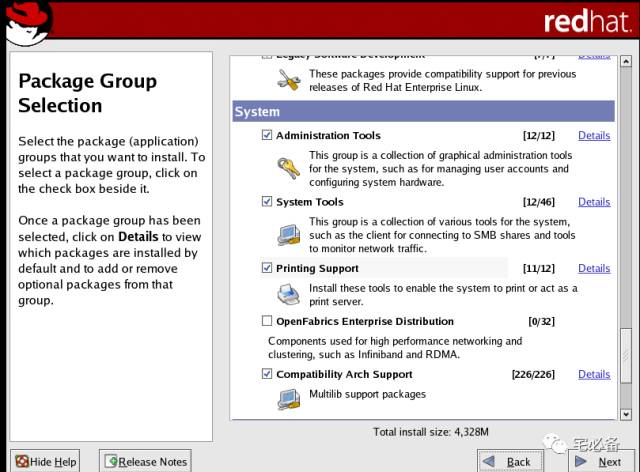 redhat.
Package Group
Selection
Select the package (application)
groups that you want to install. To
select a package group, click on
the check box beside it.
Once a package group has been
selected, click on Details to view
which packages are installed by
default and to add or remove
optional packages from that
group.
Legacy Software Development Details
These packages provide compatibility support for previous
releases of Red Hat Enterprise Linux.
System
Administration Tools [12/12] Details
This group is a collection of graphical administration tools
for the system, such as for managing user accounts and
configuring system hardware.
System Tools [12/46] Details
This group is a collection of various tools for the system,
such as the client for connecting to SMB shares and tools
to monitor network traffic.
Printing Support [11/12] Details
Install these tools to enable the system to print or act as a
print server.
OpenFabrics Enterprise Distribution [0/32]
Components used for high performance networking and
clustering, such as Infiniband and RDMA.
Compatibility Arch Support [226/226] Details
Multilib support packages
Total install size: 4,328M
宅必备
Hide Help Release Notes Back Next